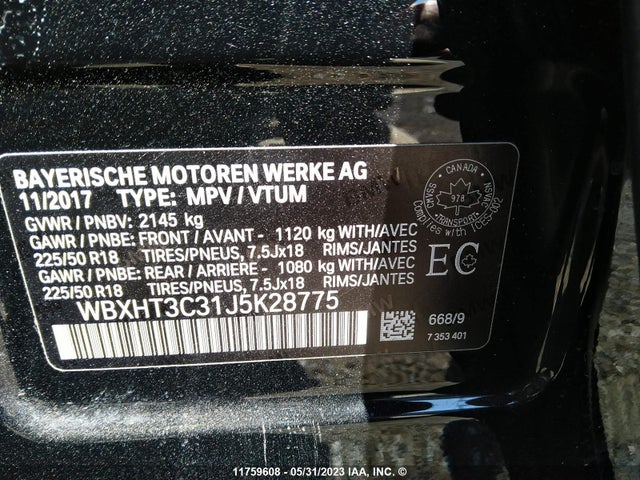 BAYERISCHE MOTOREN WERKE AG
11/2017 TYPE: MPV / VTUM
GVWR / PNBV: 2145 kg
GAWR / PNBE: FRONT / AVANT - 1120 kg WITH/AVEC
225/50 R18 TIRES/PNEUS, 7.5Jx18 RIMS/JANTES
GAWR / PNBE: REAR / ARRIERE - 1080 kg WITH/AVEC
225/50 R18 TIRES/PNEUS, 7.5Jx18 RIMS/JANTES
WBXHT3C31J5K28775
CANADA
978
TRANSPORT
EC
668/9
7 353 401
11759608 - 05/31/2023 IAA, INC. ©